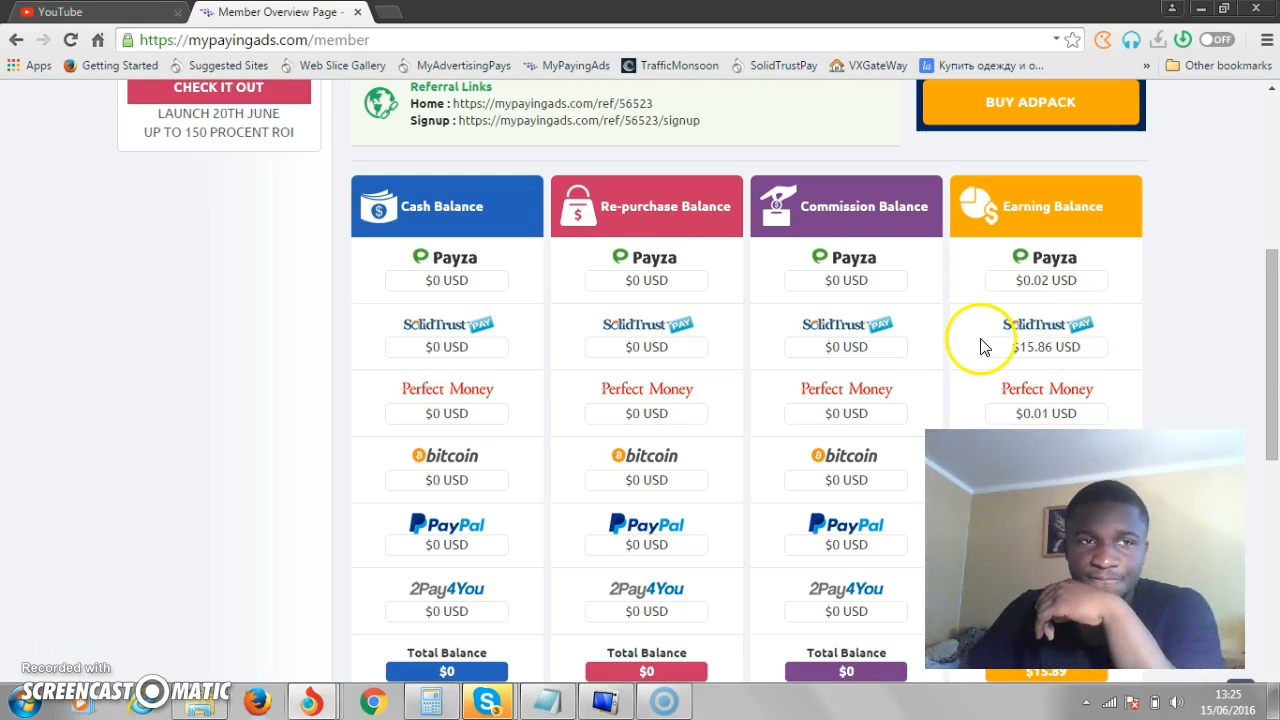 YouTube
Member Overview Page -
https://mypayingads.com/member
OFF
Apps
Getting Started
Suggested Sites
Web Slice Gallery
MyAdvertisingPays
MyPayingAds
TrafficMonsoon
SolidTrustPay
VXGateWay
la
Купить одежду и о...
»
Other bookmarks
CHECK IT OUT
LAUNCH 20TH JUNE
UP TO 150 PROCENT ROI
Referral Links
Home : https://mypayingads.com/ref/56523
Signup : https://mypayingads.com/ref/56523/signup
BUY ADPACK
Cash Balance
Re-purchase Balance
Commission Balance
Earning Balance
Payza
Payza
Payza
Payza
$0 USD
$0 USD
$0 USD
$0.02 USD
SolidTrust PAY
SolidTrust PAY
SolidTrust PAY
SolidTrust PAY
$0 USD
$0 USD
$0 USD
$15.86 USD
Perfect Money
Perfect Money
Perfect Money
Perfect Money
$0 USD
$0 USD
$0 USD
$0.01 USD
bitcoin
bitcoin
bitcoin
$0 USD
$0 USD
$0 USD
PayPal
PayPal
PayPal
$0 USD
$0 USD
$0 USD
2Pay4You
2Pay4You
2Pay4You
$0 USD
$0 USD
$0 USD
Total Balance
Total Balance
Total Balance
$0
$0
$0
$15.89
Recorded with
SCREENCAST MATIC
3
13:25
15/06/2016